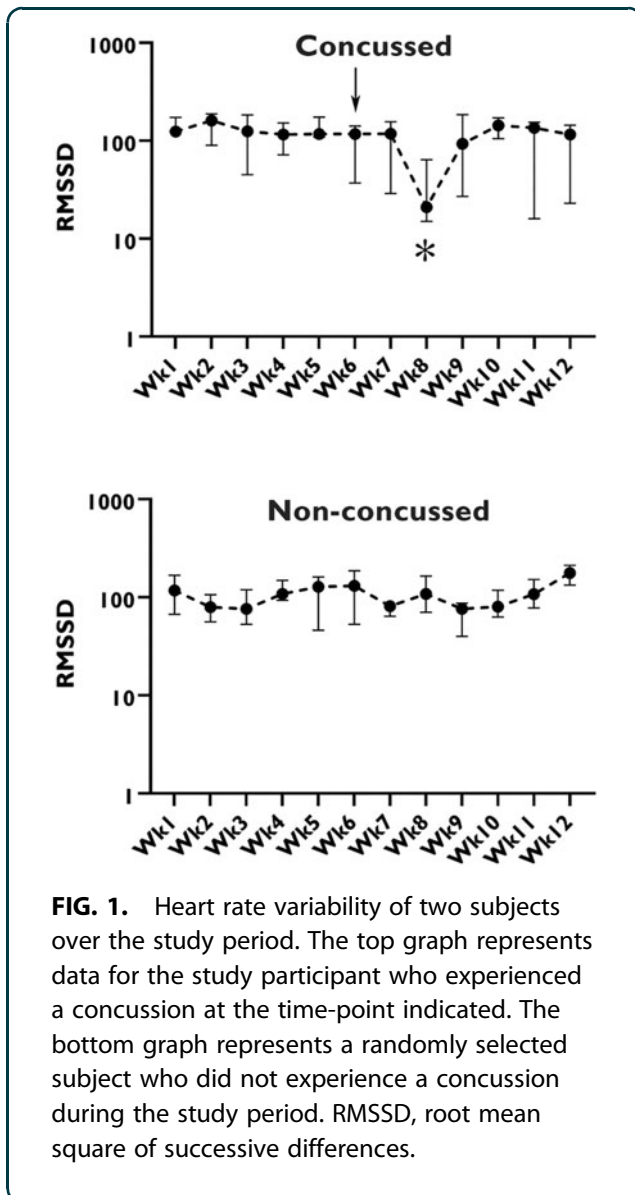 Concussed
1000
100
10
1
RMSSD
*
Wk1 Wk2 Wk3 Wk4 Wk5 Wk6 Wk7 Wk8 Wk9 Wk10 Wk11 Wk12
Non-concussed
1000
100
10
1
RMSSD
Wk1 Wk2 Wk3 Wk4 Wk5 Wk6 Wk7 Wk8 Wk9 Wk10 Wk11 Wk12
FIG. 1. Heart rate variability of two subjects
over the study period. The top graph represents
data for the study participant who experienced
a concussion at the time-point indicated. The
bottom graph represents a randomly selected
subject who did not experience a concussion
during the study period. RMSSD, root mean
square of successive differences.